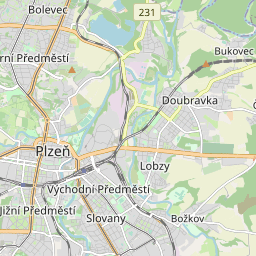 Bolevec
231
Bukovec
rní Předměstí
Doubravka
Plzeň
Lobzy
Východní Předměstí
Jižní Předměstí
Slovany
Božkov